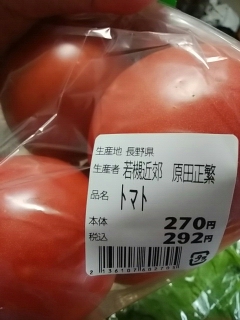 生産地 長野県
生産者 若槻近郊 原田正繁
品名 トマト
本体 270円
税込 292円